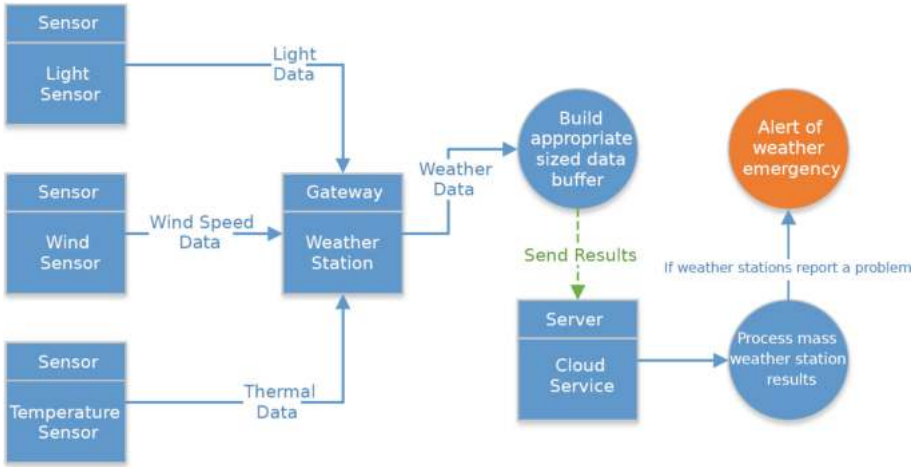 Sensor
Light
Sensor
Light
Data
Sensor
Wind
Sensor
Wind Speed
Data
Gateway
Weather
Station
Sensor
Temperature
Sensor
Thermal
Data
Weather
Data
Build
appropriate
sized data
buffer
Send Results
Server
Cloud
Service
Process mass
weather station
results
If weather stations report a problem
Alert of
weather
emergency